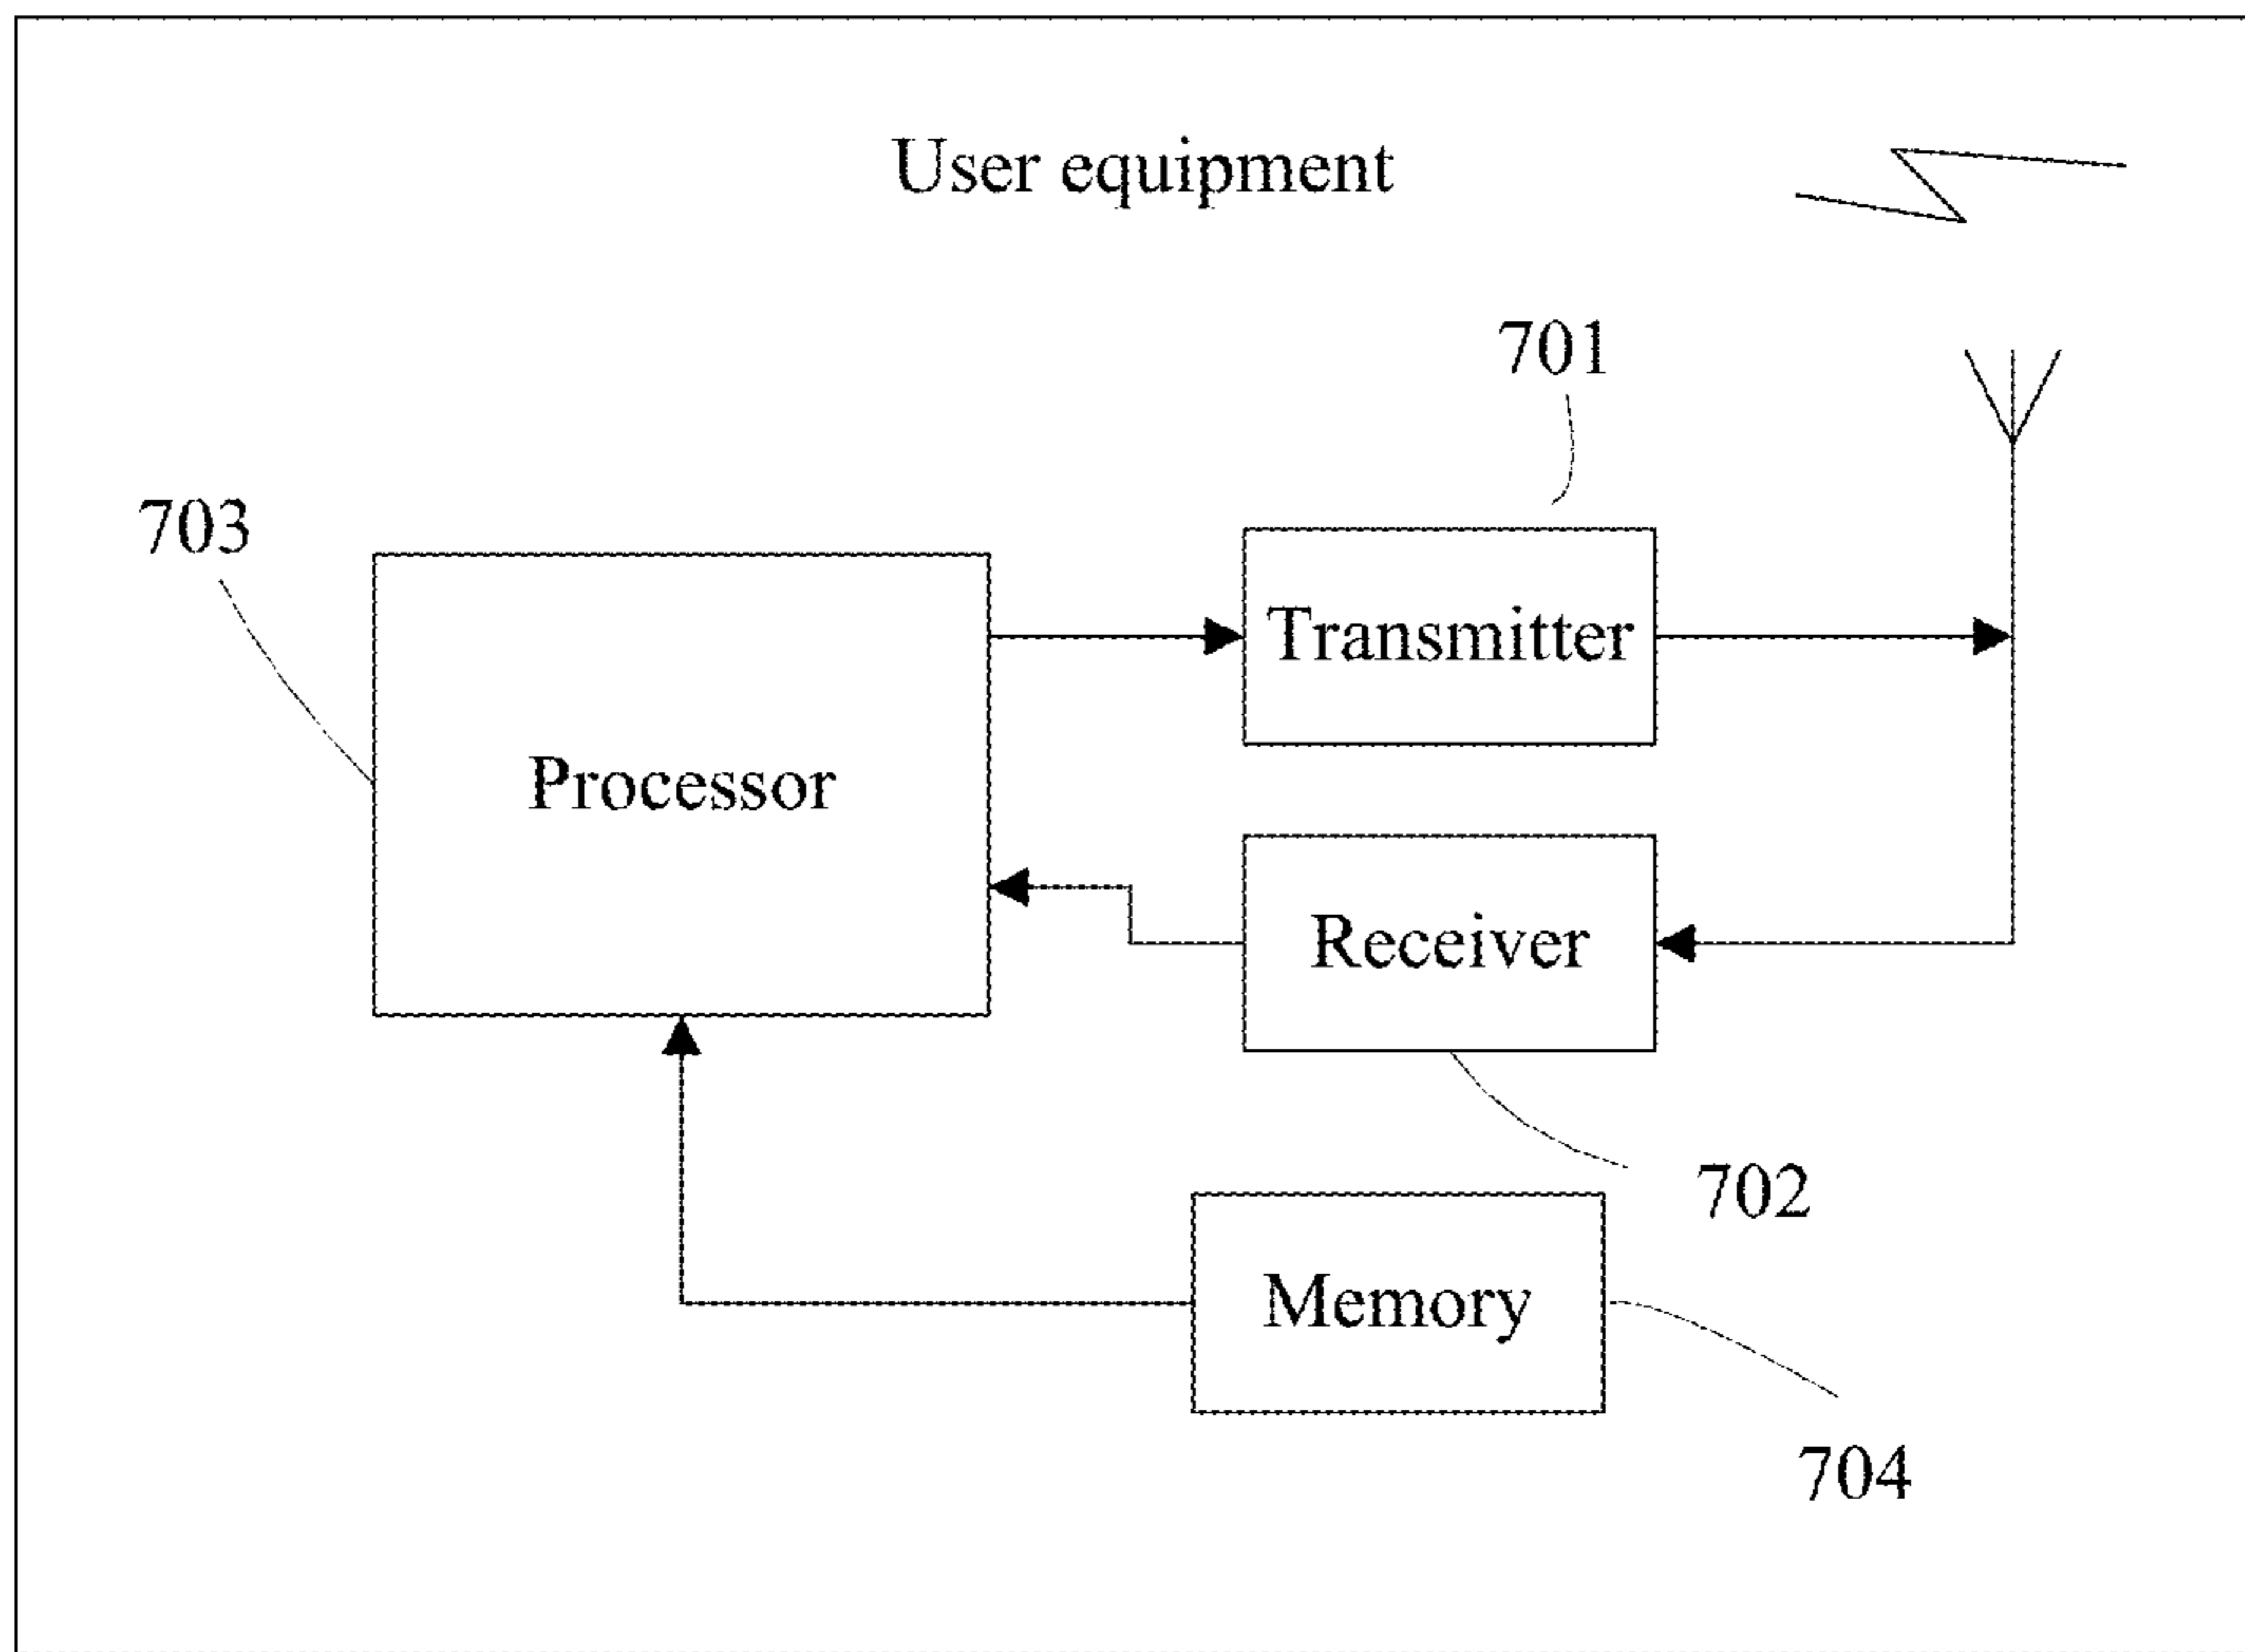 User equipment
701
703
Transmitter
Processor
Receiver
702
Memory
704